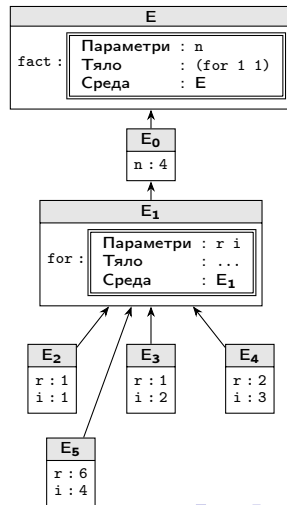 E
fact : Параметри : n
Тяло : (for 1 1)
Среда : E
E₀
n : 4
E₁
for : Параметри : r i
Тяло : ...
Среда : E₁
E₂
r : 1
i : 1
E₃
r : 1
i : 2
E₄
r : 2
i : 3
E₅
r : 6
i : 4